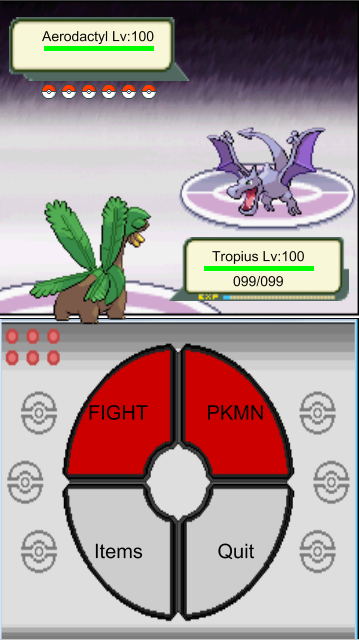 Aerodactyl Lv:100
Tropius Lv:100
099/099
EXP
FIGHT
PKMN
Items
Quit